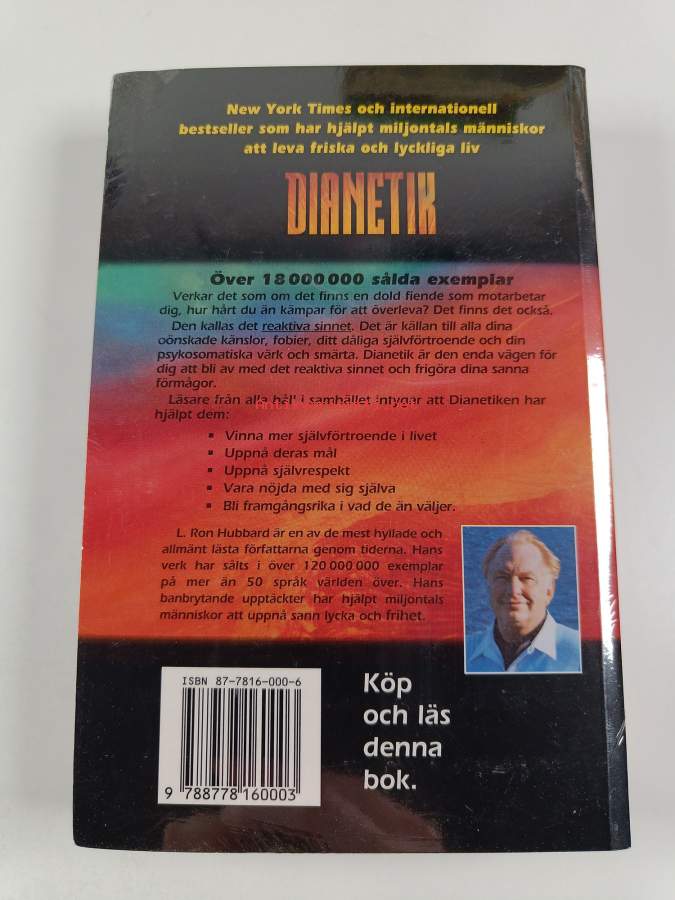 New York Times och internationell
bestseller som har hjälpt miljontals människor
att leva friska och lyckliga liv
DIANETIK
Över 18 000 000 sålda exemplar
Verkar det som om det finns en dold fiende som motarbetar
dig, hur hårt du än kämpar för att överleva? Det finns det också.
Den kallas det reaktiva sinnet. Det är källan till alla dina
oönskade känslor, fobier, ditt dåliga självförtroende och din
psykosomatiska värk och smärta. Dianetik är den enda vägen för
dig att bli av med det reaktiva sinnet och frigöra dina sanna
förmågor.
Läsare från alla håll i samhället intygar att Dianetiken har
hjälpt dem:
▪ Vinna mer självförtroende i livet
▪ Uppnå deras mål
▪ Uppnå självrespekt
▪ Vara nöjda med sig själva
▪ Bli framgångsrika i vad de än väljer.
L. Ron Hubbard är en av de mest hyllade och
allmänt lästa författarna genom tiderna. Hans
verk har sålts i över 120 000 000 exemplar
på mer än 50 språk världen över. Hans
banbrytande upptäckter har hjälpt miljontals
människor att uppnå sann lycka och frihet.
ISBN 87-7816-000-6
9 788778 160003
Köp
och läs
denna
bok.